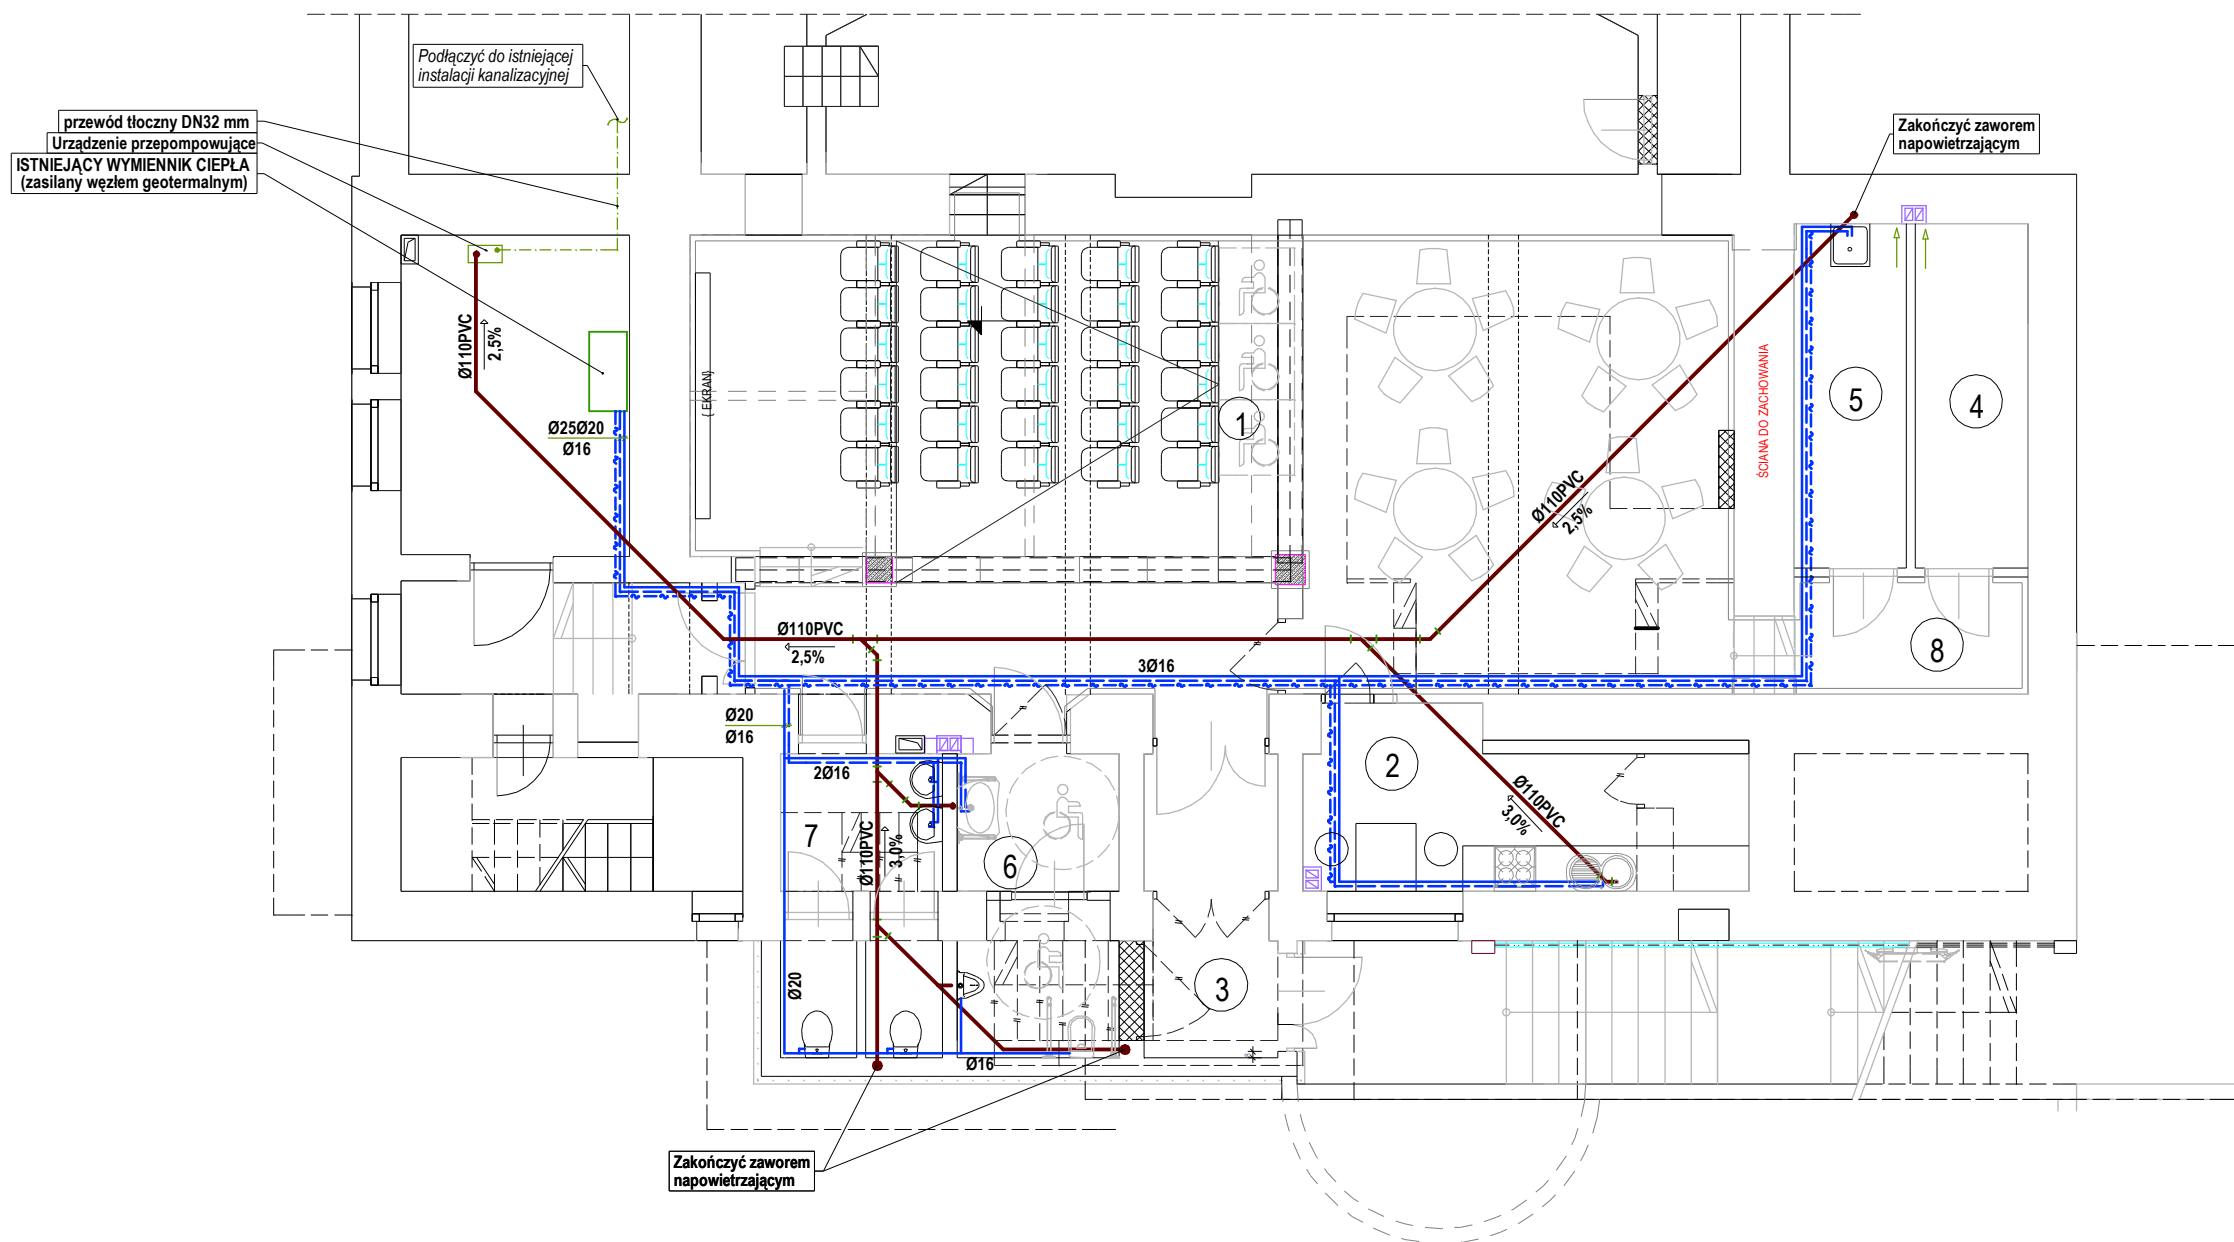 Podłączyć do istniejącej
instalacji kanalizacyjnej
przewód tłoczny DN32 mm
Urządzenie przepompowujące
ISTNIEJĄCY WYMIENNIK CIEPŁA
(zasilany węzłem geotermalnym)
Zakończyć zaworem
napowietrzającym
Ø110PVC
2,5%
Ø25Ø20
Ø16
( EKRAN)
1
ŚCIANA DO ZACHOWANIA
5
4
Ø110PVC
2,5%
Ø110PVC
2,5%
3Ø16
8
Ø20
Ø16
2Ø16
7
Ø110PVC
3,0%
6
2
Ø110PVC
3,0%
Ø20
3
Ø16
Zakończyć zaworem
napowietrzającym